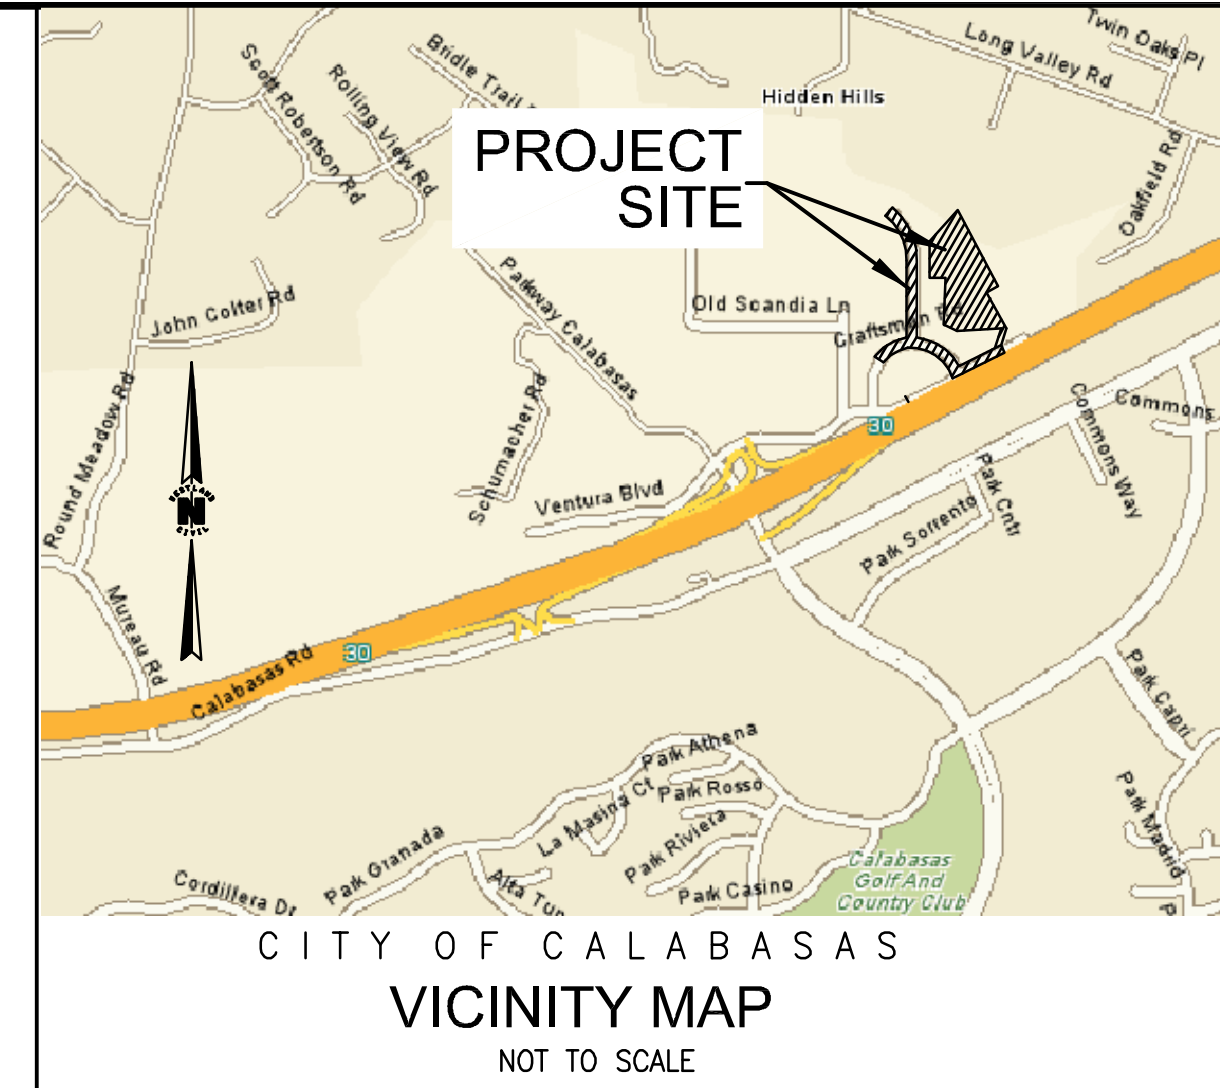 Twin Oaks Pl
Long Valley Rd
Bridle Trail
Scott Robertson Rd
Rolling View Rd
Hidden Hills
PROJECT
SITE
Oakfield Rd
Parkway Calabasas
John Colter Rd
Old Scandia Ln
Craftsman
Round Meadow Rd
Schumacher Rd
Commons Way
Commons
30
Ventura Blvd
Park Cntr
Park Sorrento
N
CIVIL
Mureau Rd
Calabasas Rd
30
Park Capri
Park Athena
Park Rosso
La Masina Ct
Park Madrid
Park Riviera
Park Granada
Calabasas
Golf And
Country Club
Cordillera Dr
Alta Tu
Park Casino
P
CITY OF CALABASAS
VICINITY MAP
NOT TO SCALE